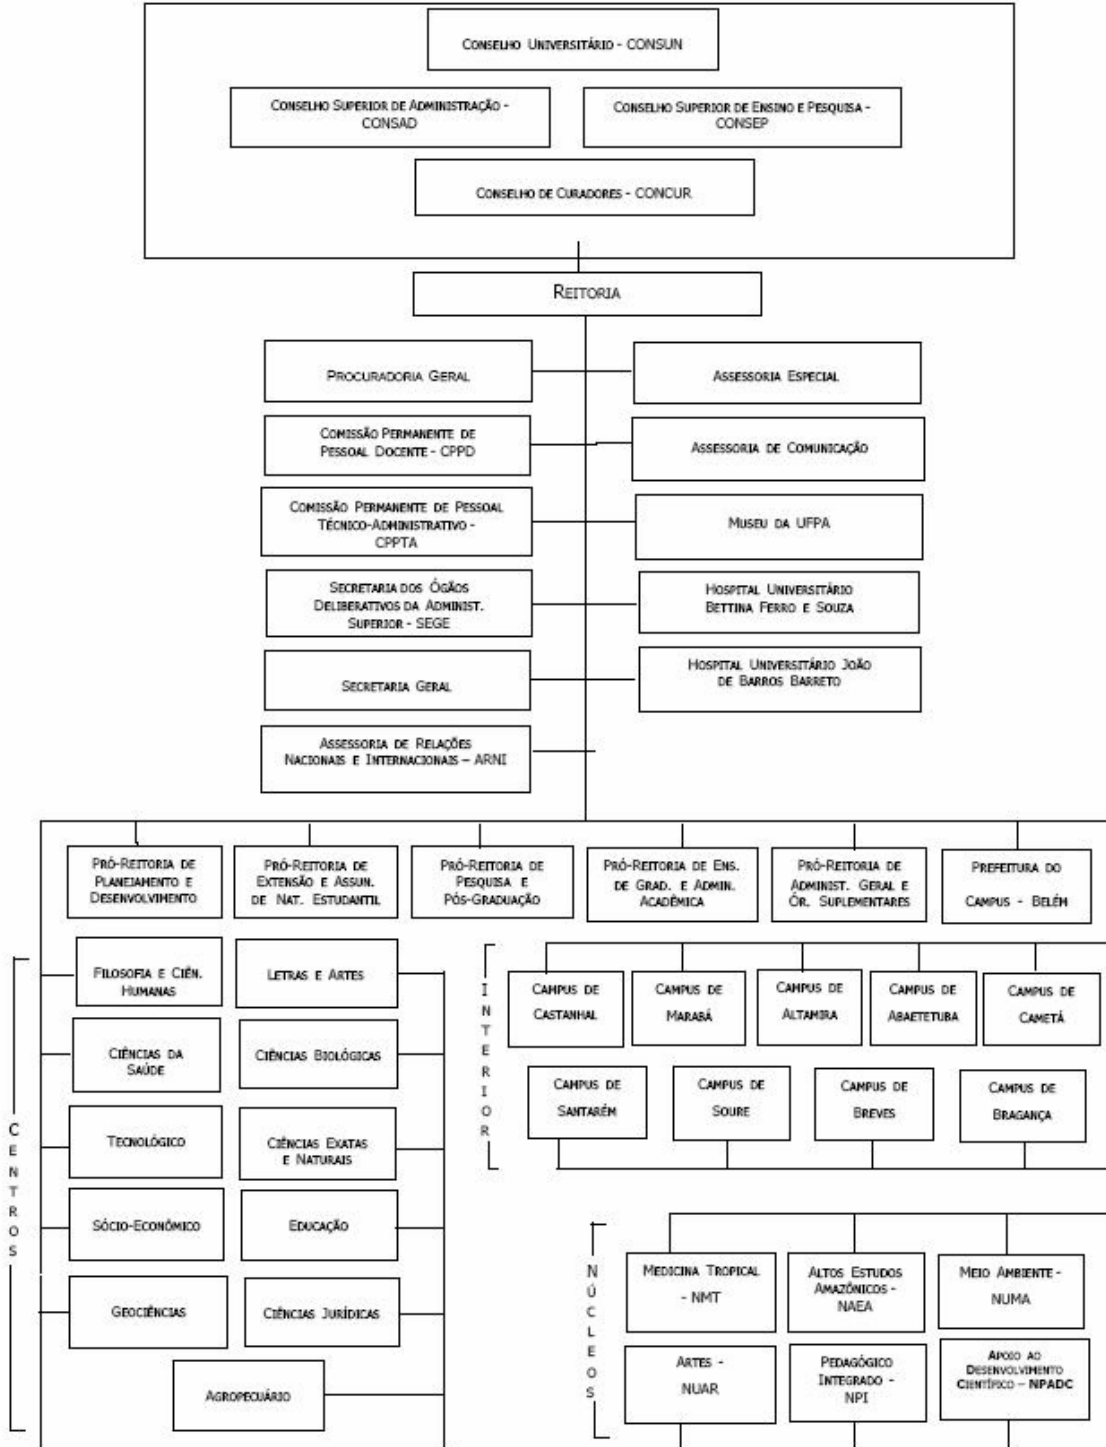 CONSELHO UNIVERSITÁRIO - CONSUN
CONSELHO SUPERIOR DE ADMINISTRAÇÃO -
CONSAD
CONSELHO SUPERIOR DE ENSINO E PESQUISA -
CONSEP
CONSELHO DE CURADORES - CONCUR
REITORIA
PROCURADORIA GERAL
ASSESSORIA ESPECIAL
COMISSÃO PERMANENTE DE
PESSOAL DOCENTE - CPPD
ASSESSORIA DE COMUNICAÇÃO
COMISSÃO PERMANENTE DE PESSOAL
TÉCNICO-ADMINISTRATIVO -
CPPTA
MUSEU DA UFPA
SECRETARIA DOS ÓGÃOS
DELIBERATIVOS DA ADMINIST.
SUPERIOR - SEGE
HOSPITAL UNIVERSITÁRIO
BETTINA FERRO E SOUZA
SECRETARIA GERAL
HOSPITAL UNIVERSITÁRIO JOÃO
DE BARROS BARRETO
ASSESSORIA DE RELAÇÕES
NACIONAIS E INTERNACIONAIS – ARNI
PRÓ-REITORIA DE
PLANEJAMENTO E
DESENVOLVIMENTO
PRÓ-REITORIA DE
EXTENSÃO E ASSUN.
DE NAT. ESTUDANTIL
PRÓ-REITORIA DE
PESQUISA E
PÓS-GRADUAÇÃO
PRÓ-REITORIA DE ENS.
DE GRAD. E ADMIN.
ACADÊMICA
PRÓ-REITORIA DE
ADMINIST. GERAL E
ÓR. SUPLEMENTARES
PREFEITURA DO
CAMPUS - BELÉM
CENTROS
FILOSOFIA E CIÊN.
HUMANAS
LETRAS E ARTES
CIÊNCIAS DA
SAÚDE
CIÊNCIAS BIOLÓGICAS
TECNOLÓGICO
CIÊNCIAS EXATAS
E NATURAIS
SÓCIO-ECONÔMICO
EDUCAÇÃO
GEOCIÊNCIAS
CIÊNCIAS JURÍDICAS
AGROPECUÁRIO
INTERIOR
CAMPUS DE
CASTANHAL
CAMPUS DE
MARABÁ
CAMPUS DE
ALTAMIRA
CAMPUS DE
ABAETETUBA
CAMPUS DE
CAMETÁ
CAMPUS DE
SANTARÉM
CAMPUS DE
SOURE
CAMPUS DE
BREVES
CAMPUS DE
BRAGANÇA
NÚCLEOS
MEDICINA TROPICAL
- NMT
ALTOS ESTUDOS
AMAZÔNICOS -
NAEA
MEIO AMBIENTE -
NUMA
ARTES -
NUAR
PEDAGÓGICO
INTEGRADO -
NPI
APOIO AO
DESENVOLVIMENTO
CIENTÍFICO – NPADC